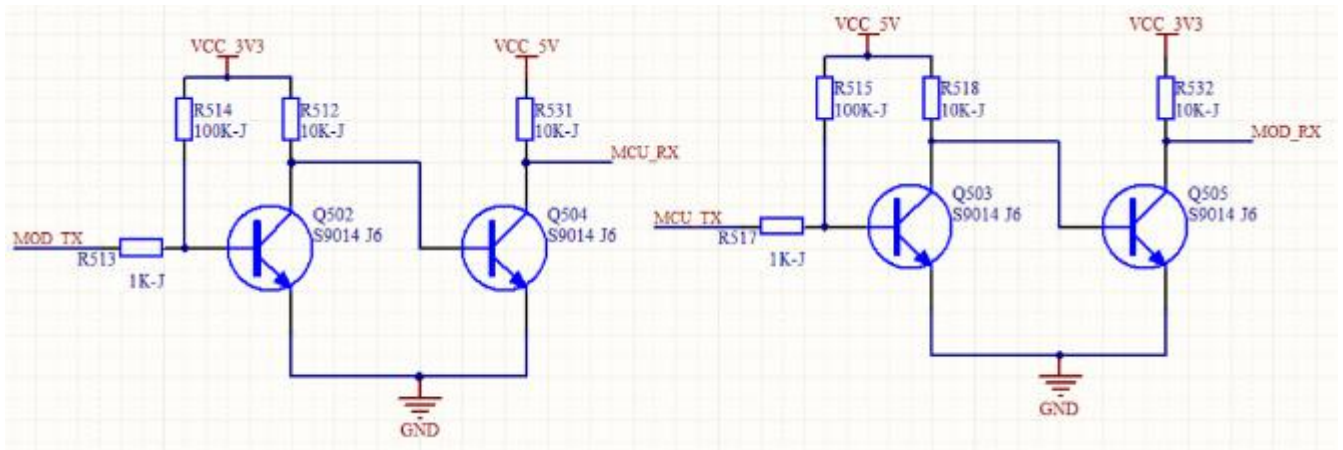 VCC_3V3
R514
100K-J
R512
10K-J
VCC_5V
R531
10K-J
MCU_RX
Q502
S9014 J6
Q504
S9014 J6
MOD_TX
R513
1K-J
GND
VCC_5V
R515
100K-J
R518
10K-J
VCC_3V3
R532
10K-J
MOD_RX
Q503
S9014 J6
Q505
S9014 J6
MCU_TX
R517
1K-J
GND